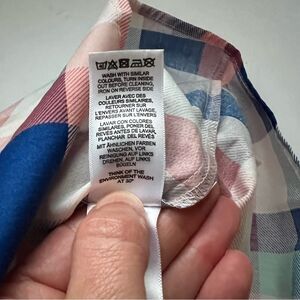 WASH WITH SIMILAR
COLOURS, TURN INSIDE
OUT BEFORE CLEANING,
IRON ON REVERSE SIDE
LAVER AVEC DES
COULEURS SIMILAIRES,
RETOURNER SUR
L'ENVERS AVANT LAVAGE,
REPASSER SUR L'ENVERS
LAVAR CON COLORES
SIMILARES, PONER DEL
REVÉS ANTES DE LAVAR,
PLANCHAR DEL REVÉS
MIT ÄHNLICHEN FARBEN
WASCHEN, VOR
REINIGUNG AUF LINKS
DREHEN, AUF LINKS
BÜGELN
THINK OF THE
ENVIRONMENT WASH
AT 30°